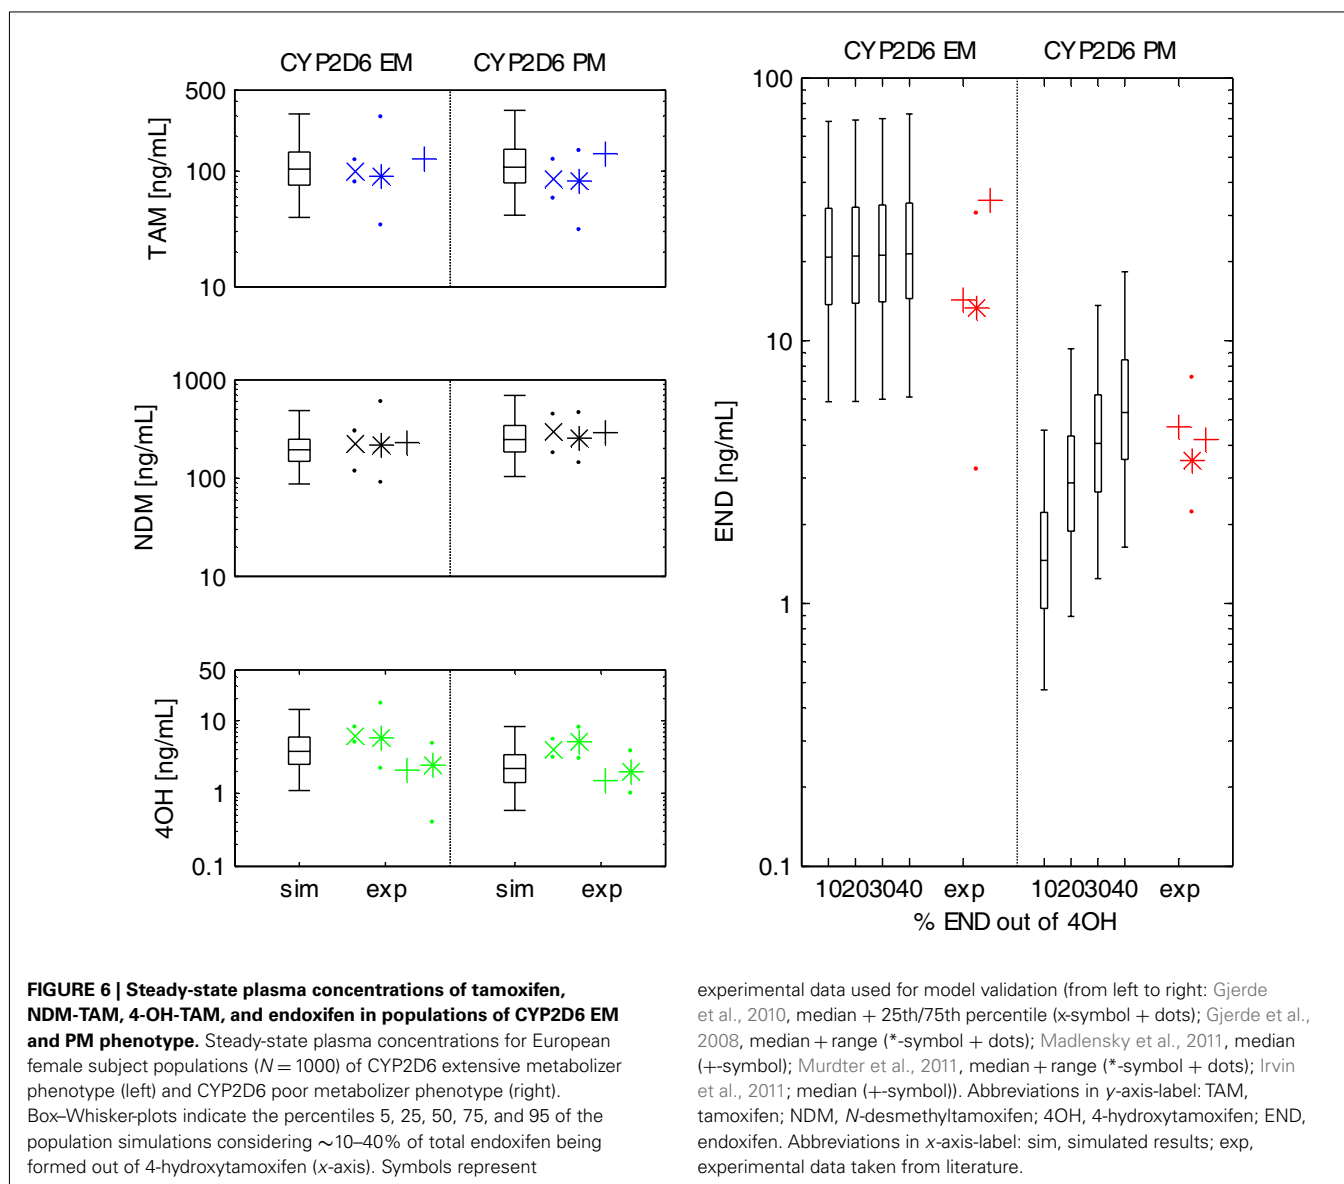 CYP2D6 EM
CYP2D6 PM
500
100
10
TAM [ng/mL]
1000
100
10
NDM [ng/mL]
50
10
1
0.1
4OH [ng/mL]
sim
exp
sim
exp
CYP2D6 EM
CYP2D6 PM
100
10
1
0.1
END [ng/mL]
10203040
exp
10203040
exp
% END out of 4OH
FIGURE 6 | Steady-state plasma concentrations of tamoxifen,
NDM-TAM, 4-OH-TAM, and endoxifen in populations of CYP2D6 EM
and PM phenotype. Steady-state plasma concentrations for European
female subject populations (N = 1000) of CYP2D6 extensive metabolizer
phenotype (left) and CYP2D6 poor metabolizer phenotype (right).
Box–Whisker-plots indicate the percentiles 5, 25, 50, 75, and 95 of the
population simulations considering ∼10–40% of total endoxifen being
formed out of 4-hydroxytamoxifen (x-axis). Symbols represent
experimental data used for model validation (from left to right: Gjerde
et al., 2010, median + 25th/75th percentile (x-symbol + dots); Gjerde et al.,
2008, median + range (*-symbol + dots); Madlensky et al., 2011, median
(+-symbol); Murdter et al., 2011, median + range (*-symbol + dots); Irvin
et al., 2011; median (+-symbol)). Abbreviations in y-axis-label: TAM,
tamoxifen; NDM, N-desmethyltamoxifen; 4OH, 4-hydroxytamoxifen; END,
endoxifen. Abbreviations in x-axis-label: sim, simulated results; exp,
experimental data taken from literature.